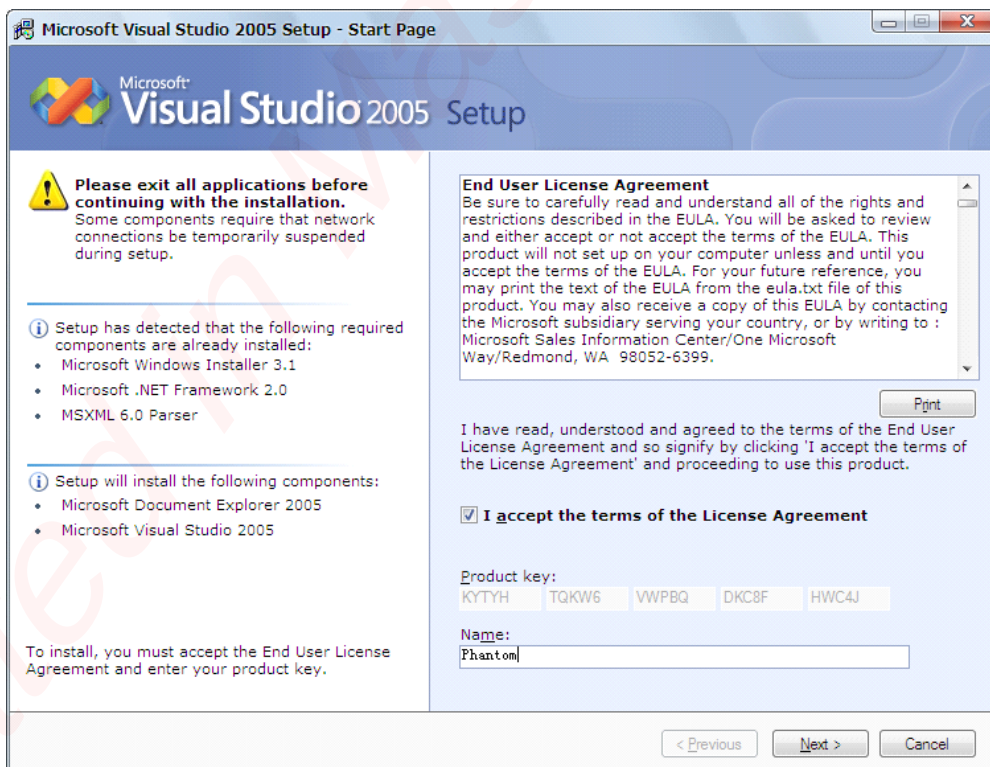 Microsoft Visual Studio 2005 Setup - Start Page
Microsoft
Visual Studio 2005 Setup
Please exit all applications before
continuing with the installation.
Some components require that network
connections be temporarily suspended
during setup.
Setup has detected that the following required
components are already installed:
• Microsoft Windows Installer 3.1
• Microsoft .NET Framework 2.0
• MSXML 6.0 Parser
Setup will install the following components:
• Microsoft Document Explorer 2005
• Microsoft Visual Studio 2005
To install, you must accept the End User License
Agreement and enter your product key.
End User License Agreement
Be sure to carefully read and understand all of the rights and
restrictions described in the EULA. You will be asked to review
and either accept or not accept the terms of the EULA. This
product will not set up on your computer unless and until you
accept the terms of the EULA. For your future reference, you
may print the text of the EULA from the eula.txt file of this
product. You may also receive a copy of this EULA by contacting
the Microsoft subsidiary serving your country, or by writing to :
Microsoft Sales Information Center/One Microsoft
Way/Redmond, WA  98052-6399.
Print
I have read, understood and agreed to the terms of the End User
License Agreement and so signify by clicking 'I accept the terms of
the License Agreement' and proceeding to use this product.
I accept the terms of the License Agreement
Product key:
KYTYH TQKW6 VWPBQ DKC8F HWC4J
Name:
Phantom
< Previous Next > Cancel